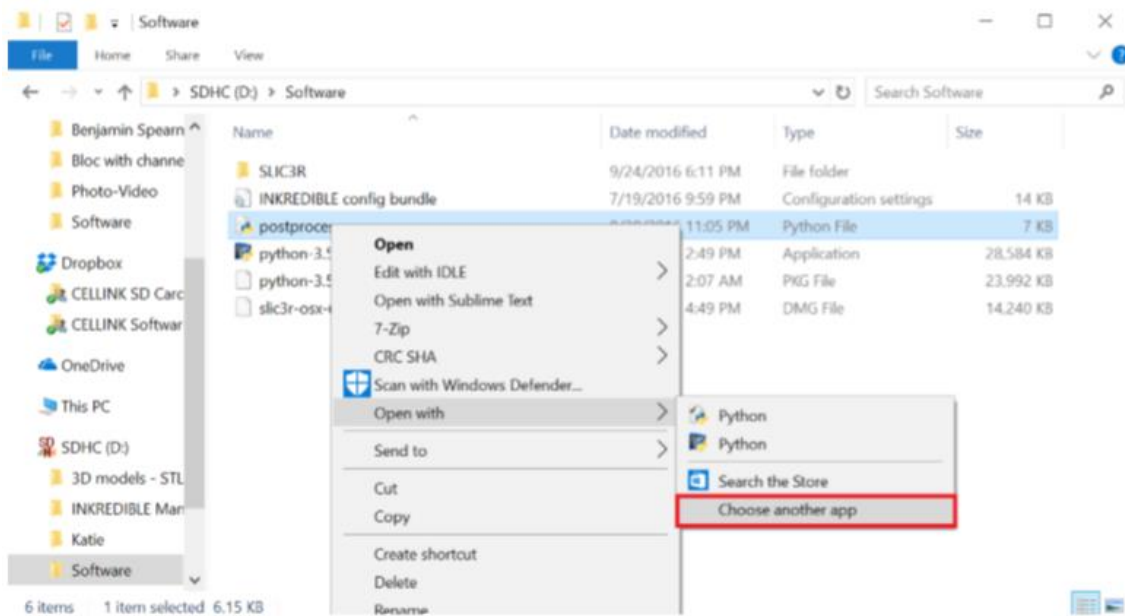 Software
File Home Share View
SDHC (D:) > Software
Search Software
Benjamin Spearn
Bloc with channe
Photo-Video
Software
Dropbox
CELLINK SD Carc
CELLINK Softwar
OneDrive
This PC
SDHC (D:)
3D models - STL
INKREDIBLE Man
Katie
Software
Name Date modified Type Size
SLIC3R 9/24/2016 6:11 PM File folder
INKREDIBLE config bundle 7/19/2016 9:59 PM Configuration settings 14 KB
postproce 11:05 PM Python File 7 KB
python-3.5 2:49 PM Application 28,584 KB
python-3.5 2:07 AM PKG File 23,992 KB
slic3r-osx- 4:49 PM DMG File 14,240 KB
Open
Edit with IDLE
Open with Sublime Text
7-Zip
CRC SHA
Scan with Windows Defender...
Open with
Send to
Cut
Copy
Create shortcut
Delete
Rename
Python
Python
Search the Store
Choose another app
6 items 1 item selected 6.15 KB